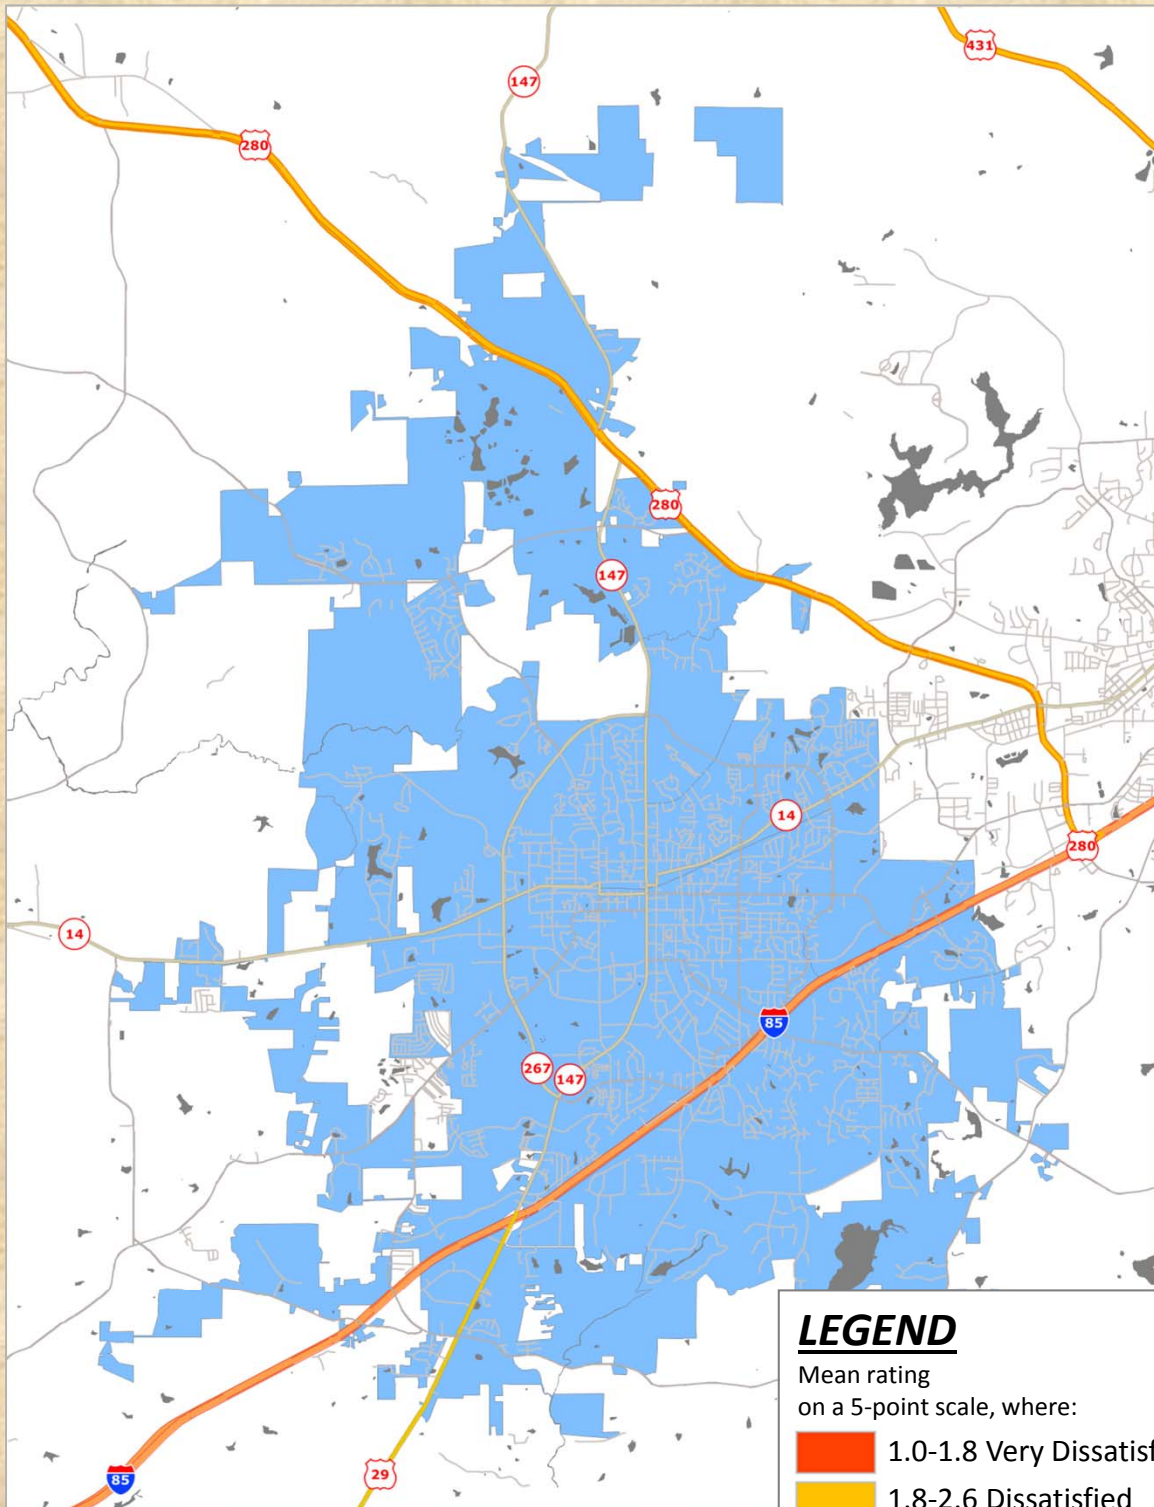 147
431
280
280
147
14
14
280
85
267
147
85
29
LEGEND
Mean rating
on a 5-point scale, where:
1.0-1.8 Very Dissatisf
1.8-2.6 Dissatisfied